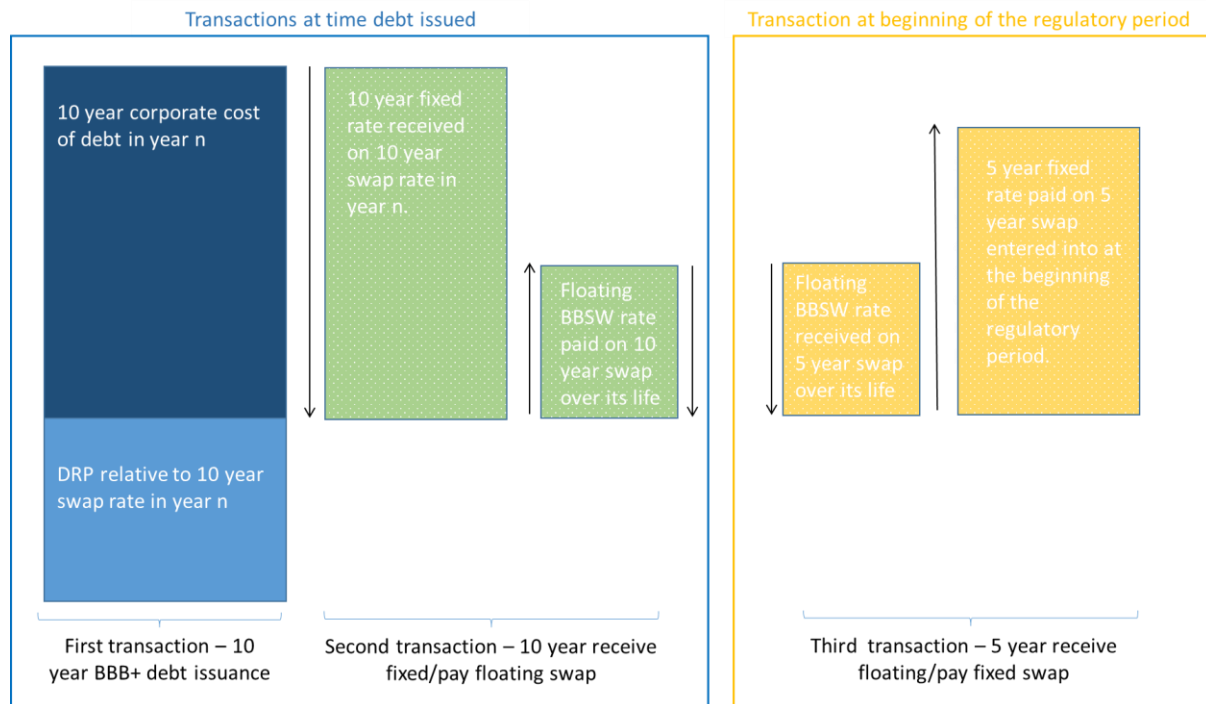 Transactions at time debt issued
Transaction at beginning of the regulatory period
10 year corporate cost
of debt in year n
DRP relative to 10 year
swap rate in year n
10 year fixed
rate received
on 10 year
swap rate in
year n.
Floating
BBSW rate
paid on 10
year swap
over its life
Floating
BBSW rate
received on
5 year swap
over its life
5 year fixed
rate paid on 5
year swap
entered into at
the beginning
of the
regulatory
period.
First transaction – 10
year BBB+ debt issuance
Second transaction – 10 year receive
fixed/pay floating swap
Third  transaction – 5 year receive
floating/pay fixed swap